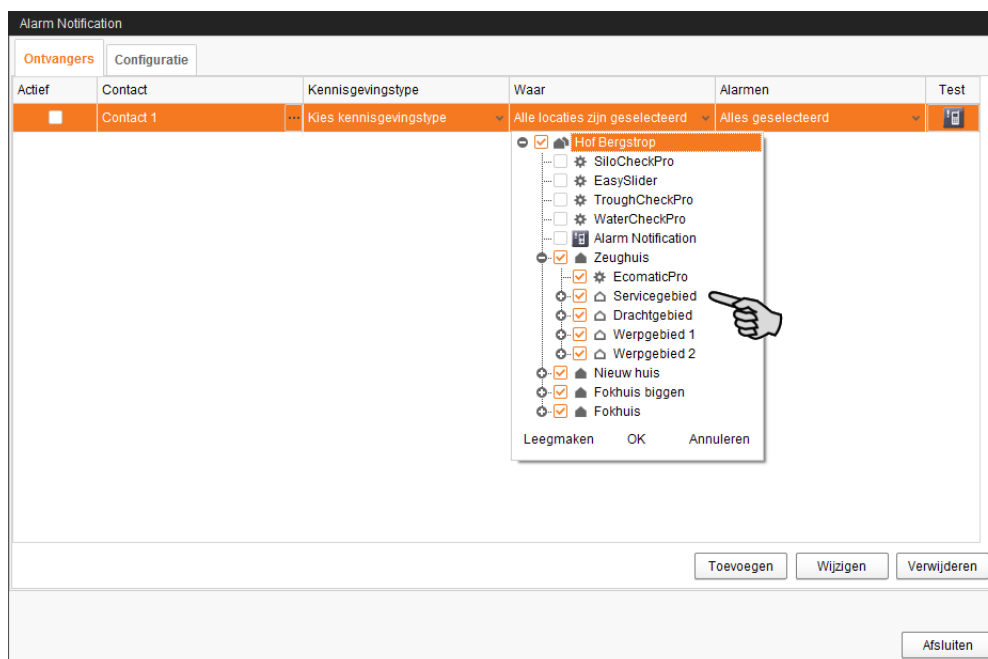 Alarm Notification
Ontvangers Configuratie
Actief Contact Kennisgevingstype Waar Alarmen Test
Contact 1 ... Kies kennisgevingstype Alle locaties zijn geselecteerd Alles geselecteerd
Hof Bergstrop
SiloCheckPro
EasySlider
TroughCheckPro
WaterCheckPro
Alarm Notification
Zeughuis
EcomaticPro
Servicegebied
Drachtgebied
Werpgebied 1
Werpgebied 2
Nieuw huis
Fokhuis biggen
Fokhuis
Leegmaken OK Annuleren
Toevoegen Wijzigen Verwijderen
Afsluiten